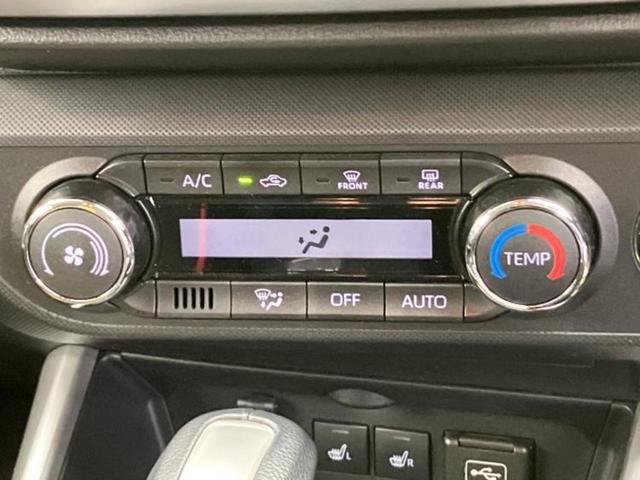 A/C
FRONT
REAR
TEMP
OFF
AUTO
L
R